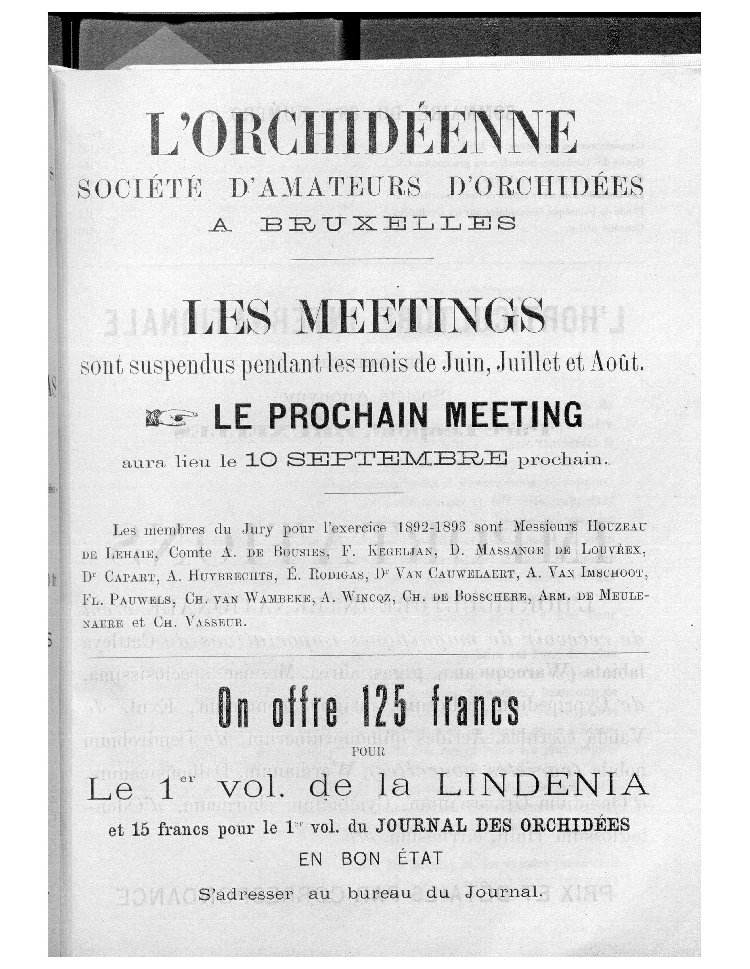 L'ORCHIDÉENNE
SOCIÉTÉ D'AMATEURS D'ORCHIDÉES
A BRUXELLES
LES MEETINGS
sont suspendus pendant les mois de Juin, Juillet et Août.
LE PROCHAIN MEETING
aura lieu le 10 SEPTEMBRE prochain.
Les membres du Jury pour l'exercice 1892-1893 sont Messieurs HOUZEAU
DE LEHAIE, Comte A. DE BOUSIES, F. KEGELJAN, D. MASSANGE DE LOUVREX,
Dr CAPART, A. HUYBRECHTS, É. RODIGAS, Dr VAN CAUWELAERT, A. VAN IMSCHOOT,
FL. PAUWELS, CH. VAN WAMBEKE, A. WINCQZ, CH. DE BOSSCHERE, ARM. DE MEULE-
NAERE et CH. VASSEUR.
On offre 125 francs
POUR
Le 1er vol. de la LINDENIA
et 15 francs pour le 1er vol. du JOURNAL DES ORCHIDÉES
EN BON ÉTAT
S'adresser au bureau du Journal.